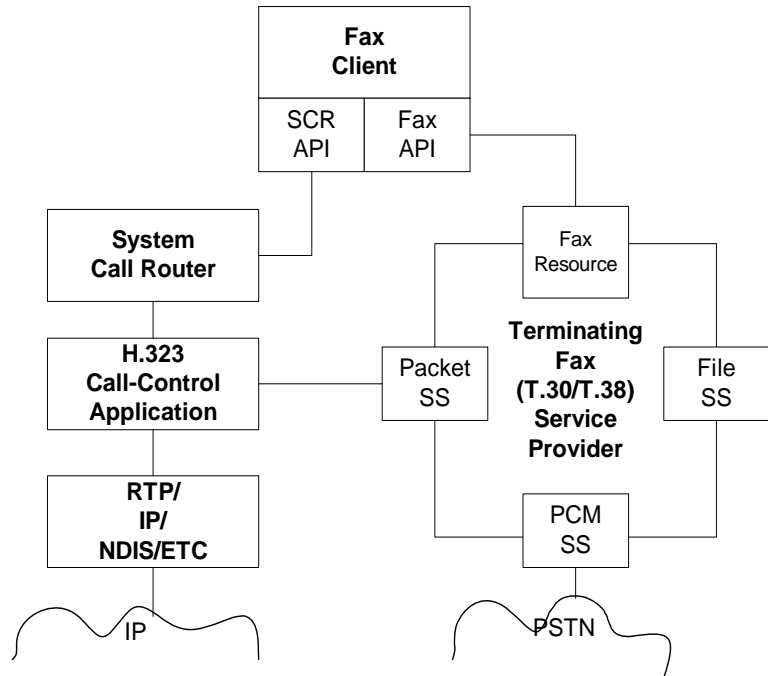 Fax
Client
SCR
API
Fax
API
System
Call Router
Fax
Resource
H.323
Call-Control
Application
Packet
SS
Terminating
Fax
(T.30/T.38)
Service
Provider
File
SS
RTP/
IP/
NDIS/ETC
PCM
SS
IP
PSTN